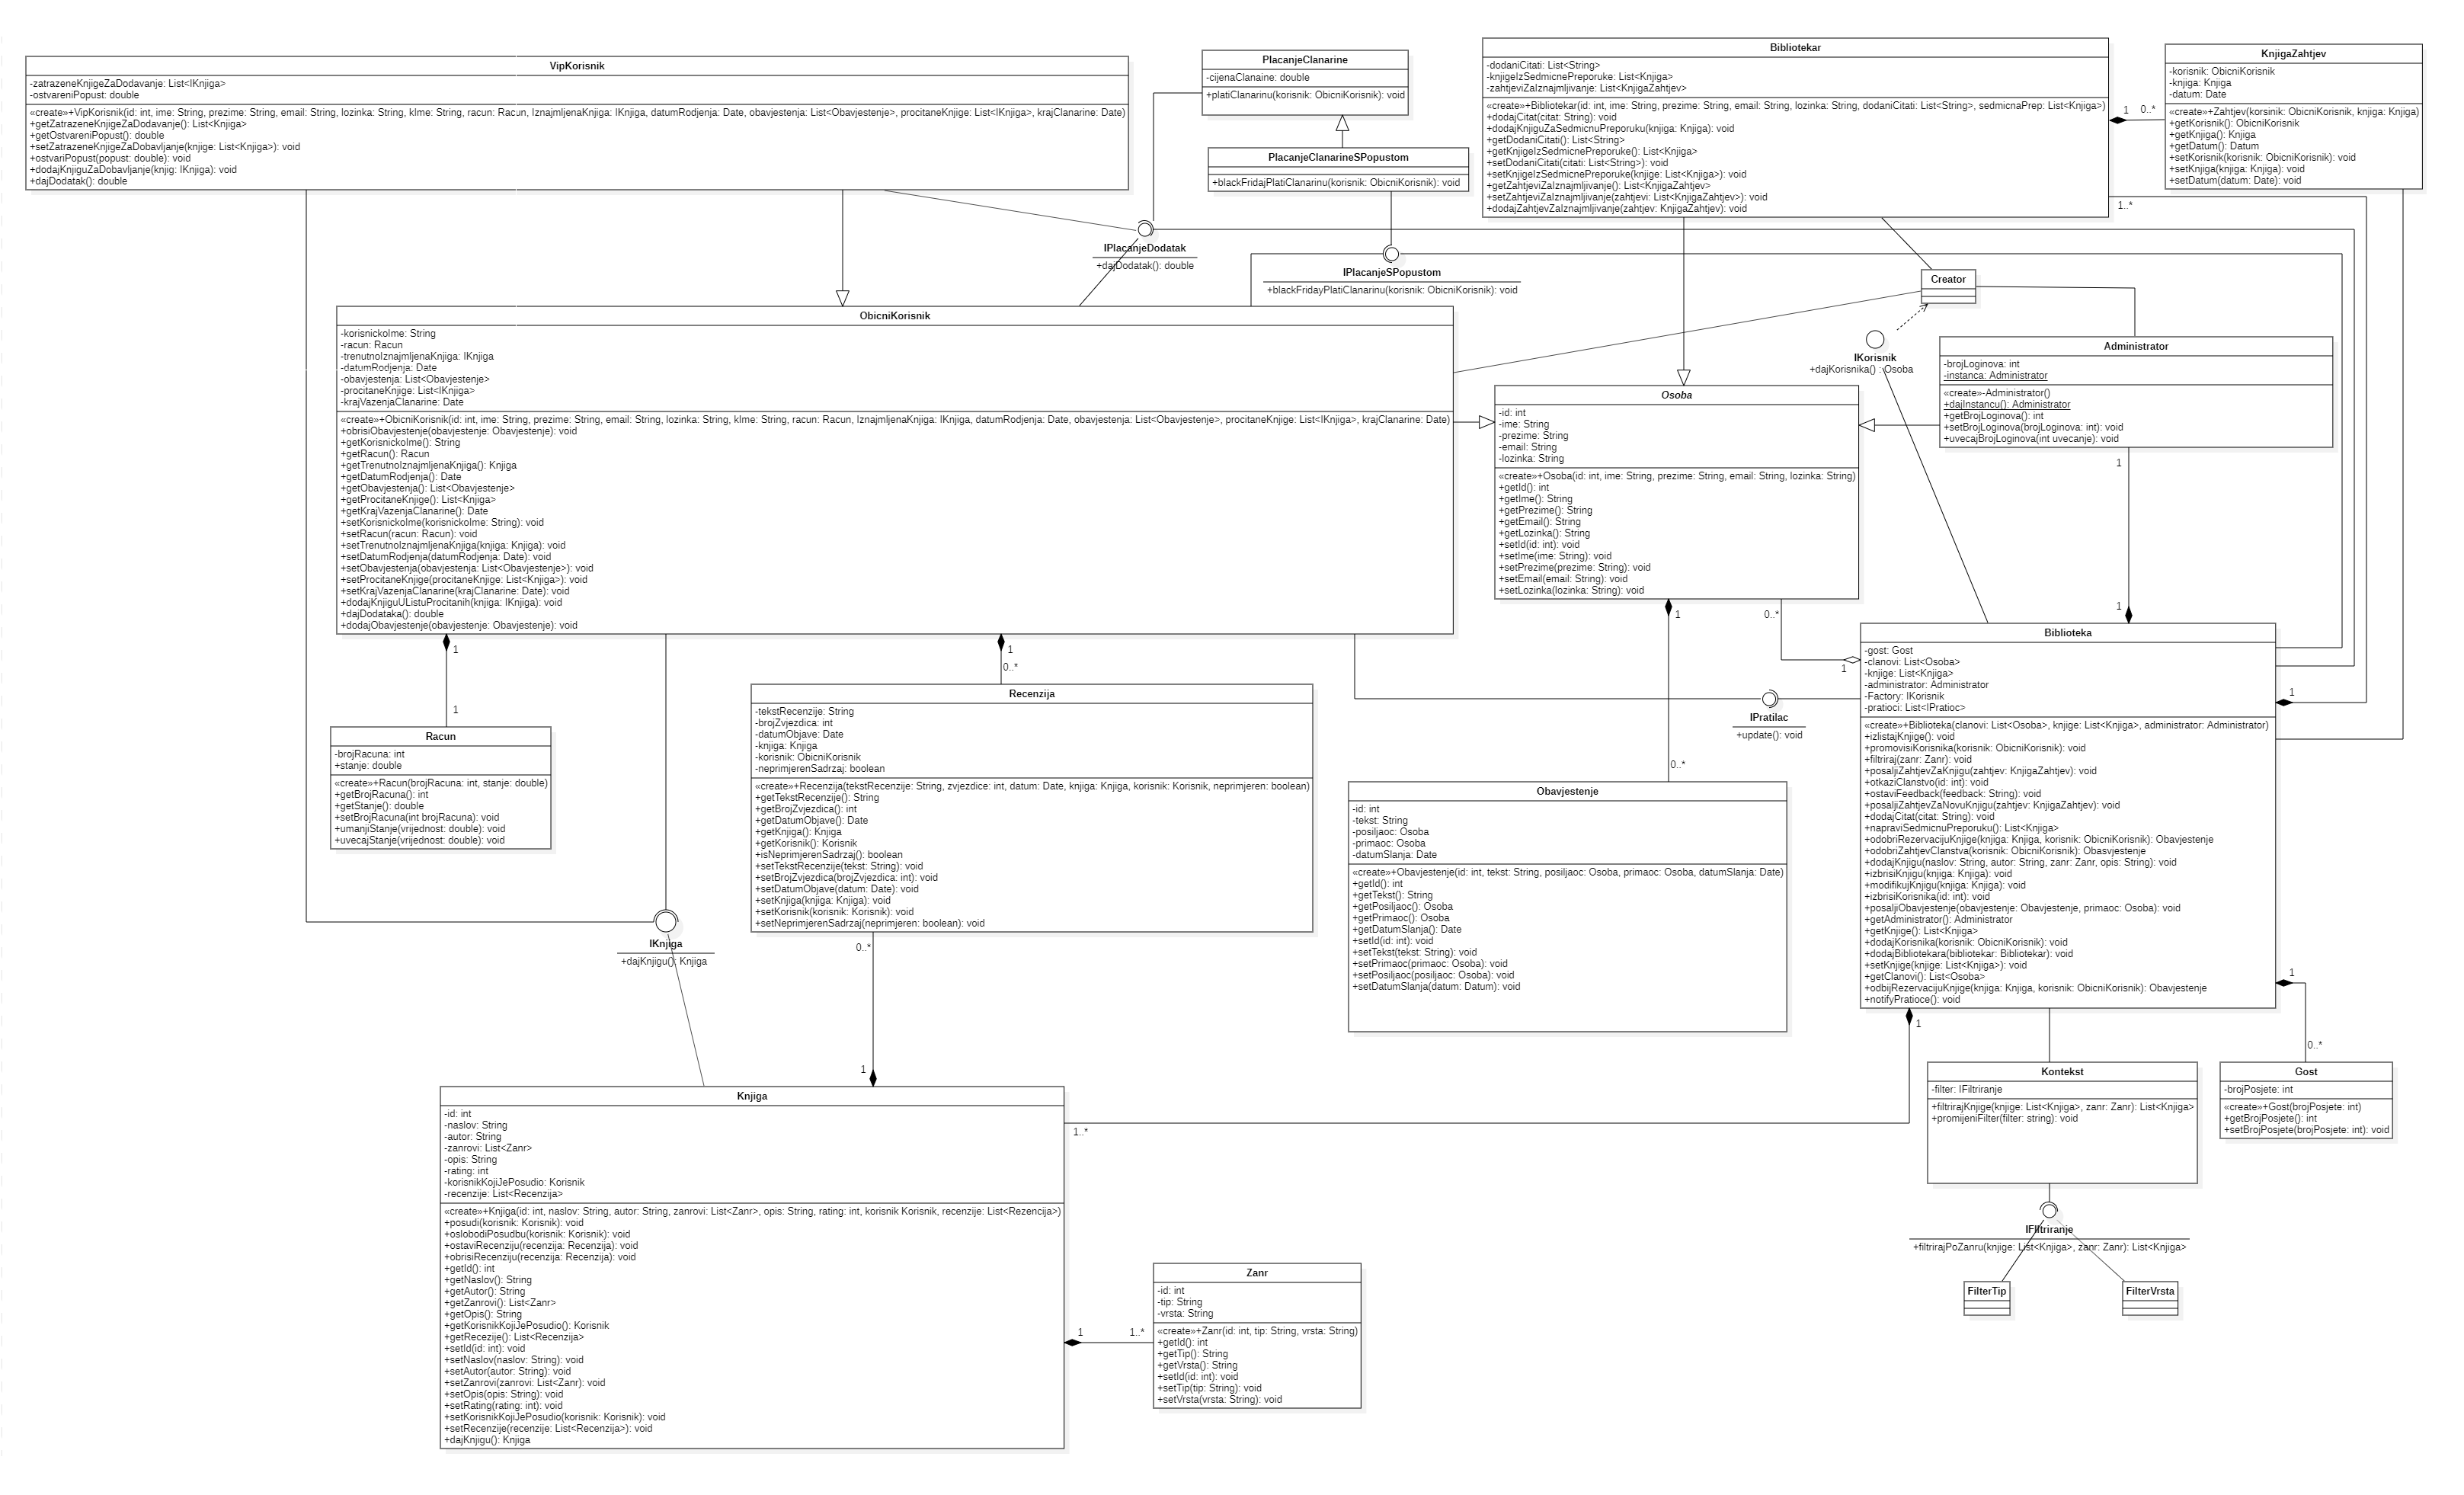 VipKorisnik
-zatrazeneKnjigeZaDodavanje: List<IKnjiga>
-ostvareniPopust: double
«create»+VipKorisnik(id: int, ime: String, prezime: String, email: String, lozinka: String, kIme: String, racun: Racun, IznajmljenaKnjiga: IKnjiga, datumRodjenja: Date, obavjestenja: List<Obavjestenje>, procitaneKnjige: List<IKnjiga>, krajClanarine: Date)
+getZatrazeneKnjigeZaDodavanje(): List<Knjiga>
+getOstvareniPopust(): double
+setZatrazeneKnjigeZaDobavljanje(knjige: List<Knjiga>): void
+ostvariPopust(popust: double): void
+dodajKnjiguZaDobavljanje(knjig: IKnjiga): void
+dajDodatak(): double
PlacanjeClanarine
-cijenaClanaine: double
+platiClanarinu(korisnik: ObicniKorisnik): void
PlacanjeClanarineSPopustom
+blackFridajPlatiClanarinu(korisnik: ObicniKorisnik): void
Bibliotekar
-dodaniCitati: List<String>
-knjigeIzSedmicnePreporuke: List<Knjiga>
-zahtjeviZaIznajmljivanje: List<KnjigaZahtjev>
«create»+Bibliotekar(id: int, ime: String, prezime: String, email: String, lozinka: String, dodaniCitati: List<String>, sedmicnaPrep: List<Knjiga>)
+dodajCitat(citat: String): void
+dodajKnjiguZaSedmicnuPreporuku(knjiga: Knjiga): void
+getDodaniCitati(): List<String>
+getKnjigeIzSedmicnePreporuke(): List<Knjiga>
+setDodaniCitati(citati: List<String>): void
+setKnjigeIzSedmicnePreporuke(knjige: List<Knjiga>): void
+getZahtjeviZaIznajmljivanje(): List<KnjigaZahtjev>
+setZahtjeviZaIznajmljivanje(zahtjevi: List<KnjigaZahtjev>): void
+dodajZahtjevZaIznajmljivanje(zahtjev: KnjigaZahtjev): void
1
0..*
KnjigaZahtjev
-korisnik: ObicniKorisnik
-knjiga: Knjiga
-datum: Date
«create»+Zahtjev(korsinik: ObicniKorisnik, knjiga: Knjiga)
+getKorisnik(): ObicniKorisnik
+getKnjiga(): Knjiga
+getDatum(): Datum
+setKorisnik(korisnik: ObicniKorisnik): void
+setKnjiga(knjiga: Knjiga): void
+setDatum(datum: Date): void
1..*
IPlacanjeDodatak
+dajDodatak(): double
IPlacanjeSPopustom
+blackFridayPlatiClanarinu(korisnik: ObicniKorisnik): void
Creator
IKorisnik
+dajKorisnika() : Osoba
Administrator
-brojLoginova: int
-instanca: Administrator
«create»-Administrator()
+dajInstancu(): Administrator
+getBrojLoginova(): int
+setBrojLoginova(brojLoginova: int): void
+uvecajBrojLoginova(int uvecanje): void
1
1
ObicniKorisnik
-korisnickoIme: String
-racun: Racun
-trenutnoIznajmljenaKnjiga: IKnjiga
-datumRodjenja: Date
-obavjestenja: List<Obavjestenje>
-procitaneKnjige: List<IKnjiga>
-krajVazenjaClanarine: Date
«create»+ObicniKorisnik(id: int, ime: String, prezime: String, email: String, lozinka: String, kIme: String, racun: Racun, IznajmljenaKnjiga: IKnjiga, datumRodjenja: Date, obavjestenja: List<Obavjestenje>, procitaneKnjige: List<IKnjiga>, krajClanarine: Date)
+obrisiObavjestenje(obavjestenje: Obavjestenje): void
+getKorisnickoIme(): String
+getRacun(): Racun
+getTrenutnoIznajmljenaKnjiga(): Knjiga
+getDatumRodjenja(): Date
+getObavjestenja(): List<Obavjestenje>
+getProcitaneKnjige(): List<Knjiga>
+getKrajVazenjaClanarine(): Date
+setKorisnickoIme(korisnickoIme: String): void
+setRacun(racun: Racun): void
+setTrenutnoIznajmljenaKnjiga(knjiga: Knjiga): void
+setDatumRodjenja(datumRodjenja: Date): void
+setObavjestenja(obavjestenja: List<Obavjestenje>): void
+setProcitaneKnjige(procitaneKnjige: List<Knjiga>): void
+setKrajVazenjaClanarine(krajClanarine: Date): void
+dodajKnjiguUListuProcitanih(knjiga: IKnjiga): void
+dajDodataka(): double
+dodajObavjestenje(obavjestenje: Obavjestenje): void
Osoba
-id: int
-ime: String
-prezime: String
-email: String
-lozinka: String
«create»+Osoba(id: int, ime: String, prezime: String, email: String, lozinka: String)
+getId(): int
+getIme(): String
+getPrezime(): String
+getEmail(): String
+getLozinka(): String
+setId(id: int): void
+setIme(ime: String): void
+setPrezime(prezime: String): void
+setEmail(email: String): void
+setLozinka(lozinka: String): void
1
0..*
0..*
1
1
1
1
0..*
Racun
-brojRacuna: int
+stanje: double
«create»+Racun(brojRacuna: int, stanje: double)
+getBrojRacuna(): int
+getStanje(): double
+setBrojRacuna(int brojRacuna): void
+umanjiStanje(vrijednost: double): void
+uvecajStanje(vrijednost: double): void
Recenzija
-tekstRecenzije: String
-brojZvjezdica: int
-datumObjave: Date
-knjiga: Knjiga
-korisnik: ObicniKorisnik
-neprimjerenSadrzaj: boolean
«create»+Recenzija(tekstRecenzije: String, zvjezdice: int, datum: Date, knjiga: Knjiga, korisnik: Korisnik, neprimjeren: boolean)
+getTekstRecenzije(): String
+getBrojZvjezdica(): int
+getDatumObjave(): Date
+getKnjiga(): Knjiga
+getKorisnik(): Korisnik
+isNeprimjerenSadrzaj(): boolean
+setTekstRecenzije(tekst: String): void
+setBrojZvjezdica(brojZvjezdica: int): void
+setDatumObjave(datum: Date): void
+setKnjiga(knjiga: Knjiga): void
+setKorisnik(korisnik: Korisnik): void
+setNeprimjerenSadrzaj(neprimjeren: boolean): void
0..*
1
IPratilac
+update(): void
Obavjestenje
-id: int
-tekst: String
-posiljaoc: Osoba
-primaoc: Osoba
-datumSlanja: Date
«create»+Obavjestenje(id: int, tekst: String, posiljaoc: Osoba, primaoc: Osoba, datumSlanja: Date)
+getId(): int
+getTekst(): String
+getPosiljaoc(): Osoba
+getPrimaoc(): Osoba
+getDatumSlanja(): Date
+setId(id: int): void
+setTekst(tekst: String): void
+setPrimaoc(primaoc: Osoba): void
+setPosiljaoc(posiljaoc: Osoba): void
+setDatumSlanja(datum: Datum): void
Biblioteka
-gost: Gost
-clanovi: List<Osoba>
-knjige: List<Knjiga>
-administrator: Administrator
-Factory: IKorisnik
-pratioci: List<IPratioc>
«create»+Biblioteka(clanovi: List<Osoba>, knjige: List<Knjiga>, administrator: Administrator)
+izlistajKnjige(): void
+promovisiKorisnika(korisnik: ObicniKorisnik): void
+filtriraj(zanr: Zanr): void
+posaljiZahtjevZaKnjigu(zahtjev: KnjigaZahtjev): void
+otkaziClanstvo(id: int): void
+ostaviFeedback(feedback: String): void
+posaljiZahtjevZaNovuKnjigu(zahtjev: KnjigaZahtjev): void
+dodajCitat(citat: String): void
+napraviSedmicnuPreporuku(): List<Knjiga>
+odobriRezervacijuKnjige(knjiga: Knjiga, korisnik: ObicniKorisnik): Obavjestenje
+odobriZahtjevClanstva(korisnik: ObicniKorisnik): Obasvjestenje
+dodajKnjigu(naslov: String, autor: String, zanr: Zanr, opis: String): void
+izbrisiKnjigu(knjiga: Knjiga): void
+modifikujKnjigu(knjiga: Knjiga): void
+izbrisiKorisnika(id: int): void
+posaljiObavjestenje(obavjestenje: Obavjestenje, primaoc: Osoba): void
+getAdministrator(): Administrator
+getKnjige(): List<Knjiga>
+dodajKorisnika(korisnik: ObicniKorisnik): void
+dodajBibliotekara(bibliotekar: Bibliotekar): void
+setKnjige(knjige: List<Knjiga>): void
+getClanovi(): List<Osoba>
+odbijRezervacijuKnjige(knjiga: Knjiga, korisnik: ObicniKorisnik): Obavjestenje
+notifyPratioce(): void
1
1
0..*
1
IKnjiga
+dajKnjigu(): Knjiga
Knjiga
-id: int
-naslov: String
-autor: String
-zanrovi: List<Zanr>
-opis: String
-rating: int
-korisnikKojiJePosudio: Korisnik
-recenzije: List<Recenzija>
«create»+Knjiga(id: int, naslov: String, autor: String, zanrovi: List<Zanr>, opis: String, rating: int, korisnik Korisnik, recenzije: List<Rezencija>)
+posudi(korisnik: Korisnik): void
+oslobodiPosudbu(korisnik: Korisnik): void
+ostaviRecenziju(recenzija: Recenzija): void
+obrisiRecenziju(recenzija: Recenzija): void
+getId(): int
+getNaslov(): String
+getAutor(): String
+getZanrovi(): List<Zanr>
+getOpis(): String
+getKorisnikKojiJePosudio(): Korisnik
+getRecezije(): List<Recenzija>
+setId(id: int): void
+setNaslov(naslov: String): void
+setAutor(autor: String): void
+setZanrovi(zanrovi: List<Zanr): void
+setOpis(opis: String): void
+setRating(rating: int): void
+setKorisnikKojiJePosudio(korisnik: Korisnik): void
+setRecenzije(recenzije: List<Recenzija>): void
+dajKnjigu(): Knjiga
1..*
1
1..*
Zanr
-id: int
-tip: String
-vrsta: String
«create»+Zanr(id: int, tip: String, vrsta: String)
+getId(): int
+getTip(): String
+getVrsta(): String
+setId(id: int): void
+setTip(tip: String): void
+setVrsta(vrsta: String): void
Kontekst
-filter: IFiltriranje
+filtrirajKnjige(knjige: List<Knjiga>, zanr: Zanr): List<Knjiga>
+promijeniFilter(filter: string): void
Gost
-brojPosjete: int
«create»+Gost(brojPosjete: int)
+getBrojPosjete(): int
+setBrojPosjete(brojPosjete: int): void
IFIltriranje
+filtrirajPoZanru(knjige: List<Knjiga>, zanr: Zanr): List<Knjiga>
FilterTip
FilterVrsta